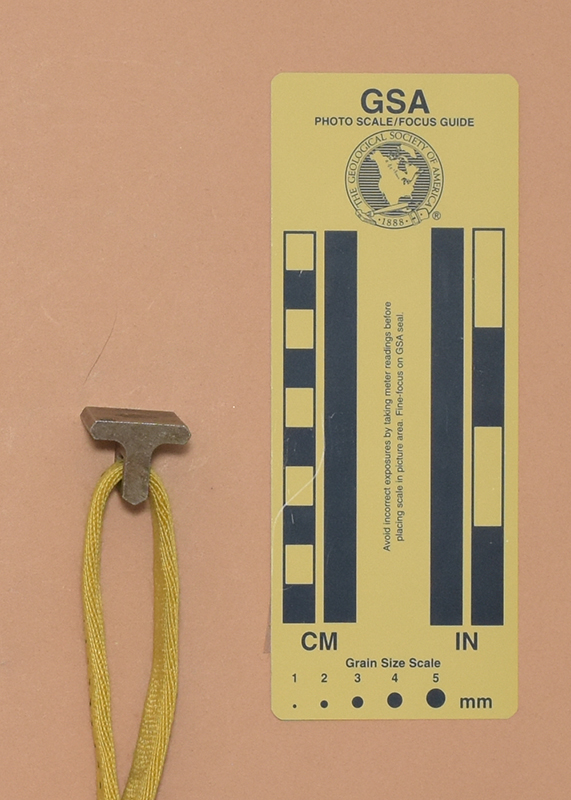 GSA
PHOTO SCALE/FOCUS GUIDE
THE GEOLOGICAL SOCIETY OF AMERICA
·1888·
®
Avoid incorrect exposures by taking meter readings before
placing scale in picture area. Fine-focus on GSA seal.
CM IN
Grain Size Scale
1 2 3 4 5
mm